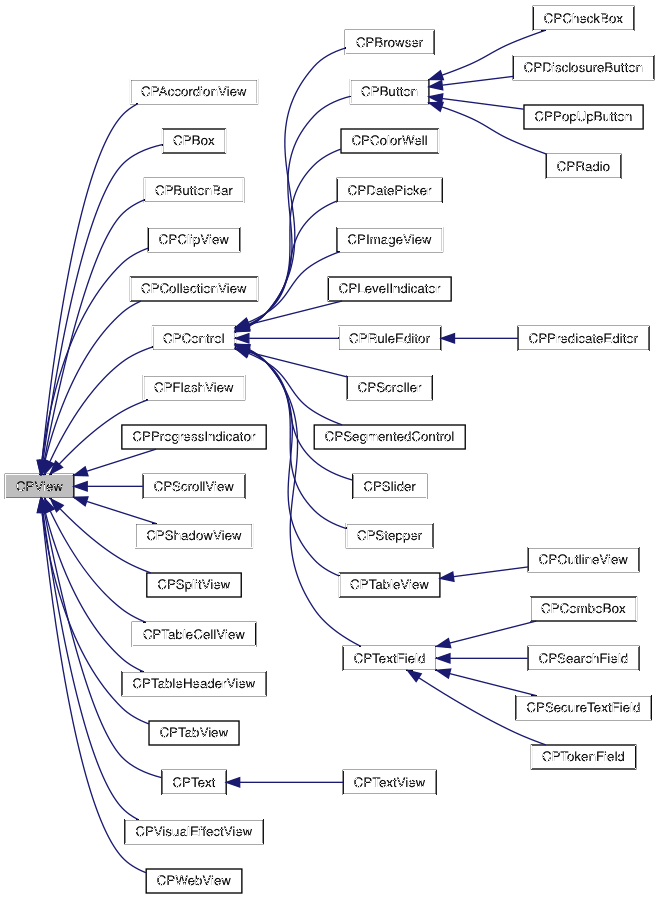 CPView
CPAccordionView
CPBox
CPButtonBar
CPClipView
CPCollectionView
CPControl
CPFlashView
CPProgressIndicator
CPScrollView
CPShadowView
CPSplitView
CPTableCellView
CPTableHeaderView
CPTabView
CPText
CPVisualEffectView
CPWebView
CPBrowser
CPButton
CPColorWell
CPDatePicker
CPImageView
CPLevelIndicator
CPRuleEditor
CPScroller
CPSegmentedControl
CPSlider
CPStepper
CPTableView
CPTextField
CPTextView
CPCheckBox
CPDisclosureButton
CPPopUpButton
CPRadio
CPPredicateEditor
CPOutlineView
CPComboBox
CPSearchField
CPSecureTextField
CPTokenField